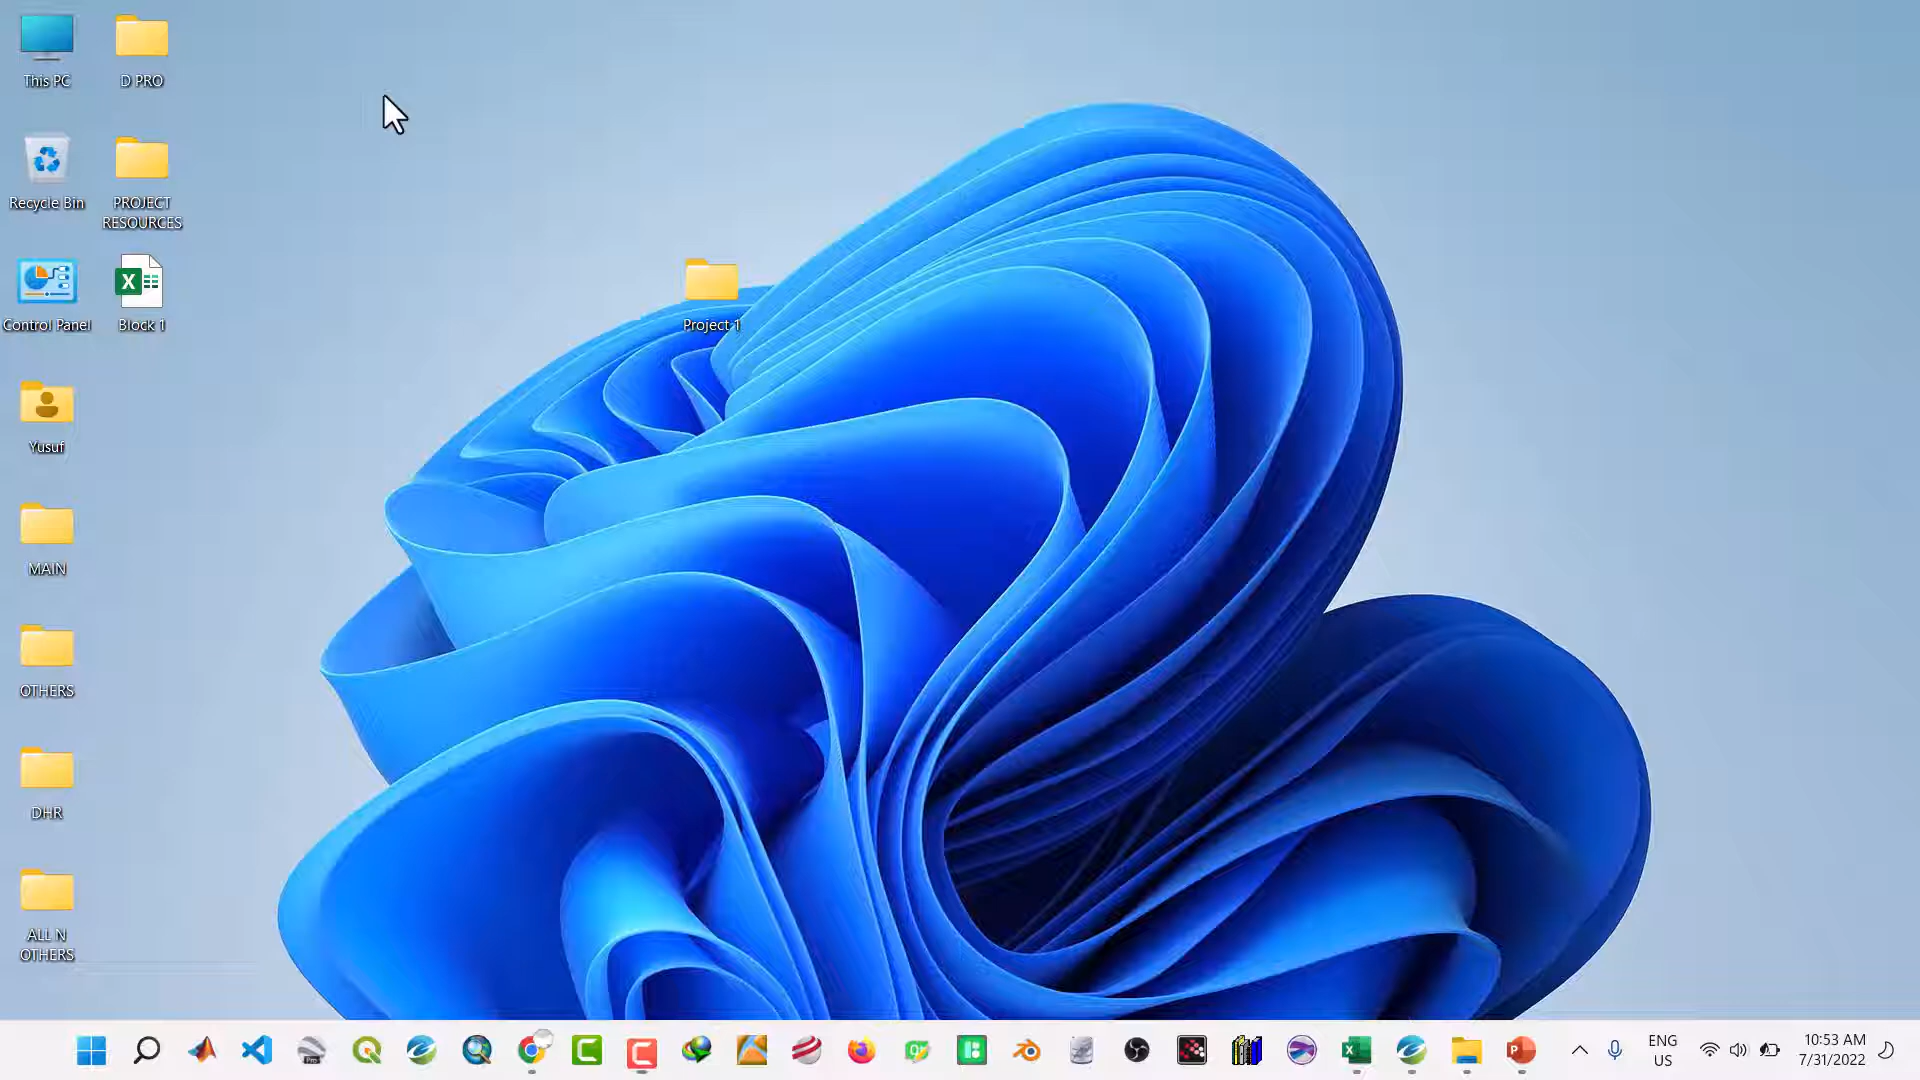 This PC
D PRO
Recycle Bin
PROJECT
RESOURCES
Control Panel
Block 1
Project 1
Yusuf
MAIN
OTHERS
DHR
ALL N
OTHERS
Pro
ENG
US
10:53 AM
7/31/2022